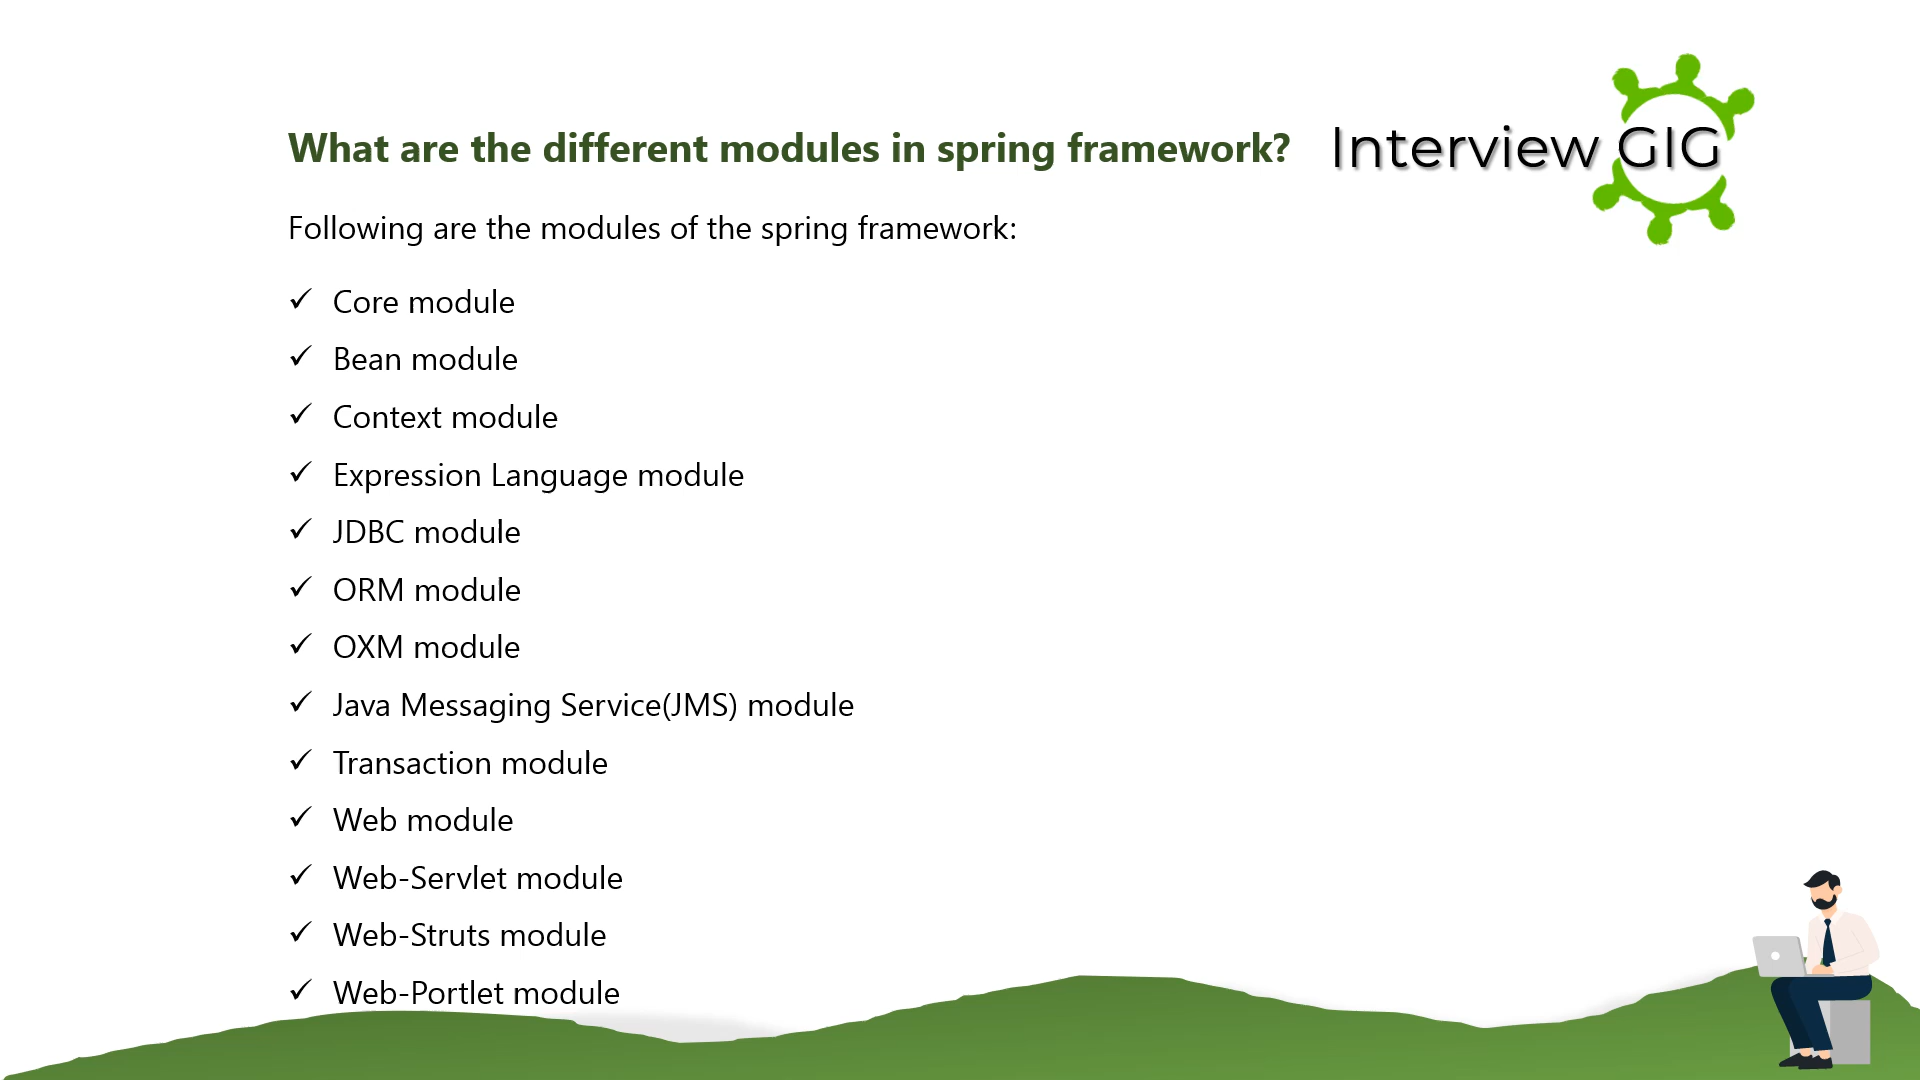 What are the different modules in spring framework?
Interview GIG
Following are the modules of the spring framework:
✓ Core module
✓ Bean module
✓ Context module
✓ Expression Language module
✓ JDBC module
✓ ORM module
✓ OXM module
✓ Java Messaging Service(JMS) module
✓ Transaction module
✓ Web module
✓ Web-Servlet module
✓ Web-Struts module
✓ Web-Portlet module